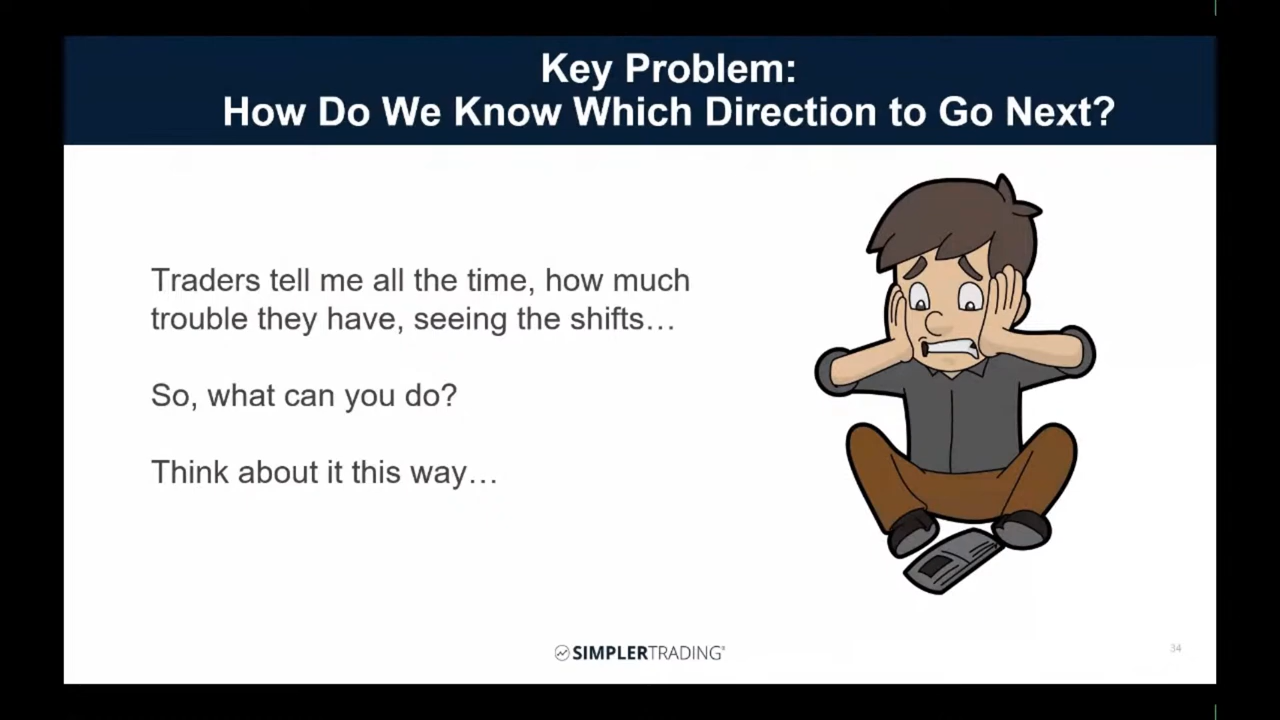 Key Problem:
How Do We Know Which Direction to Go Next?
Traders tell me all the time, how much
trouble they have, seeing the shifts…
So, what can you do?
Think about it this way…
SIMPLERTRADING®
34